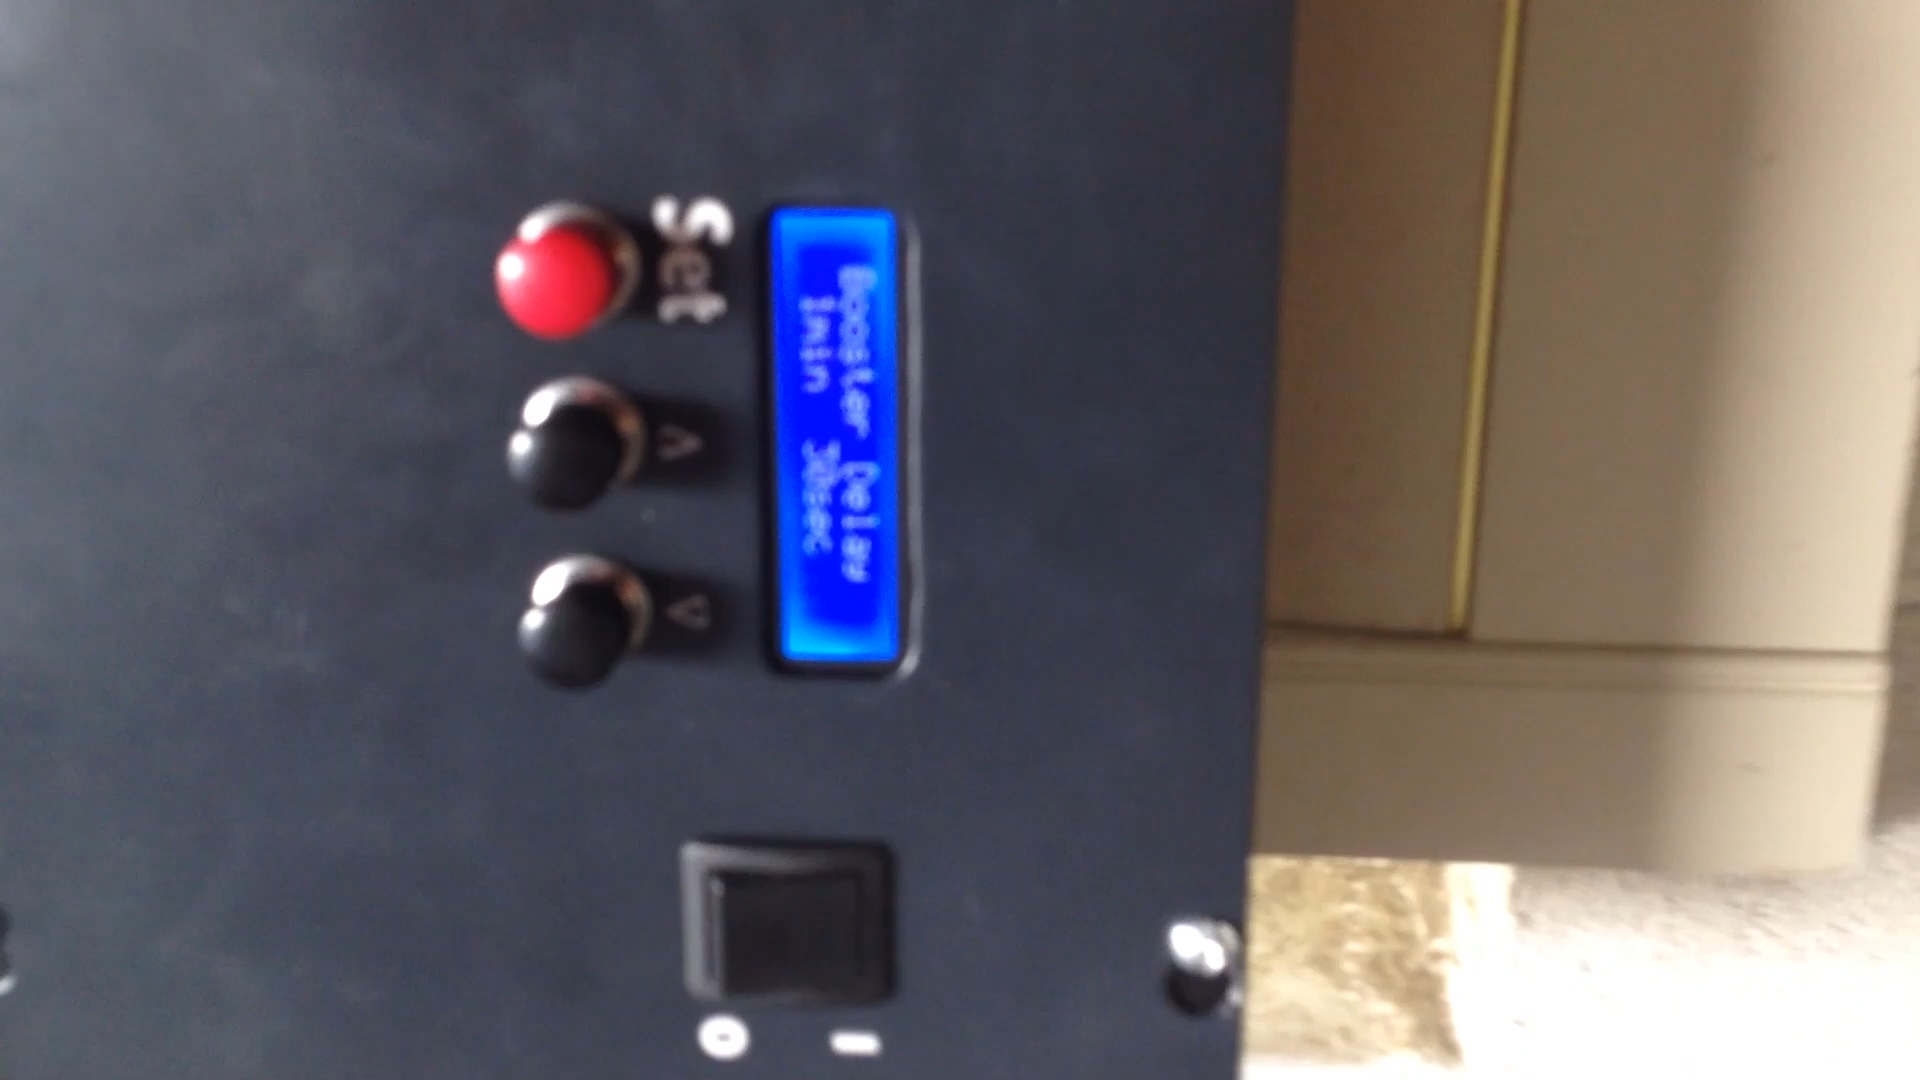 Booster Delay
1min 30sec
Set
O
I